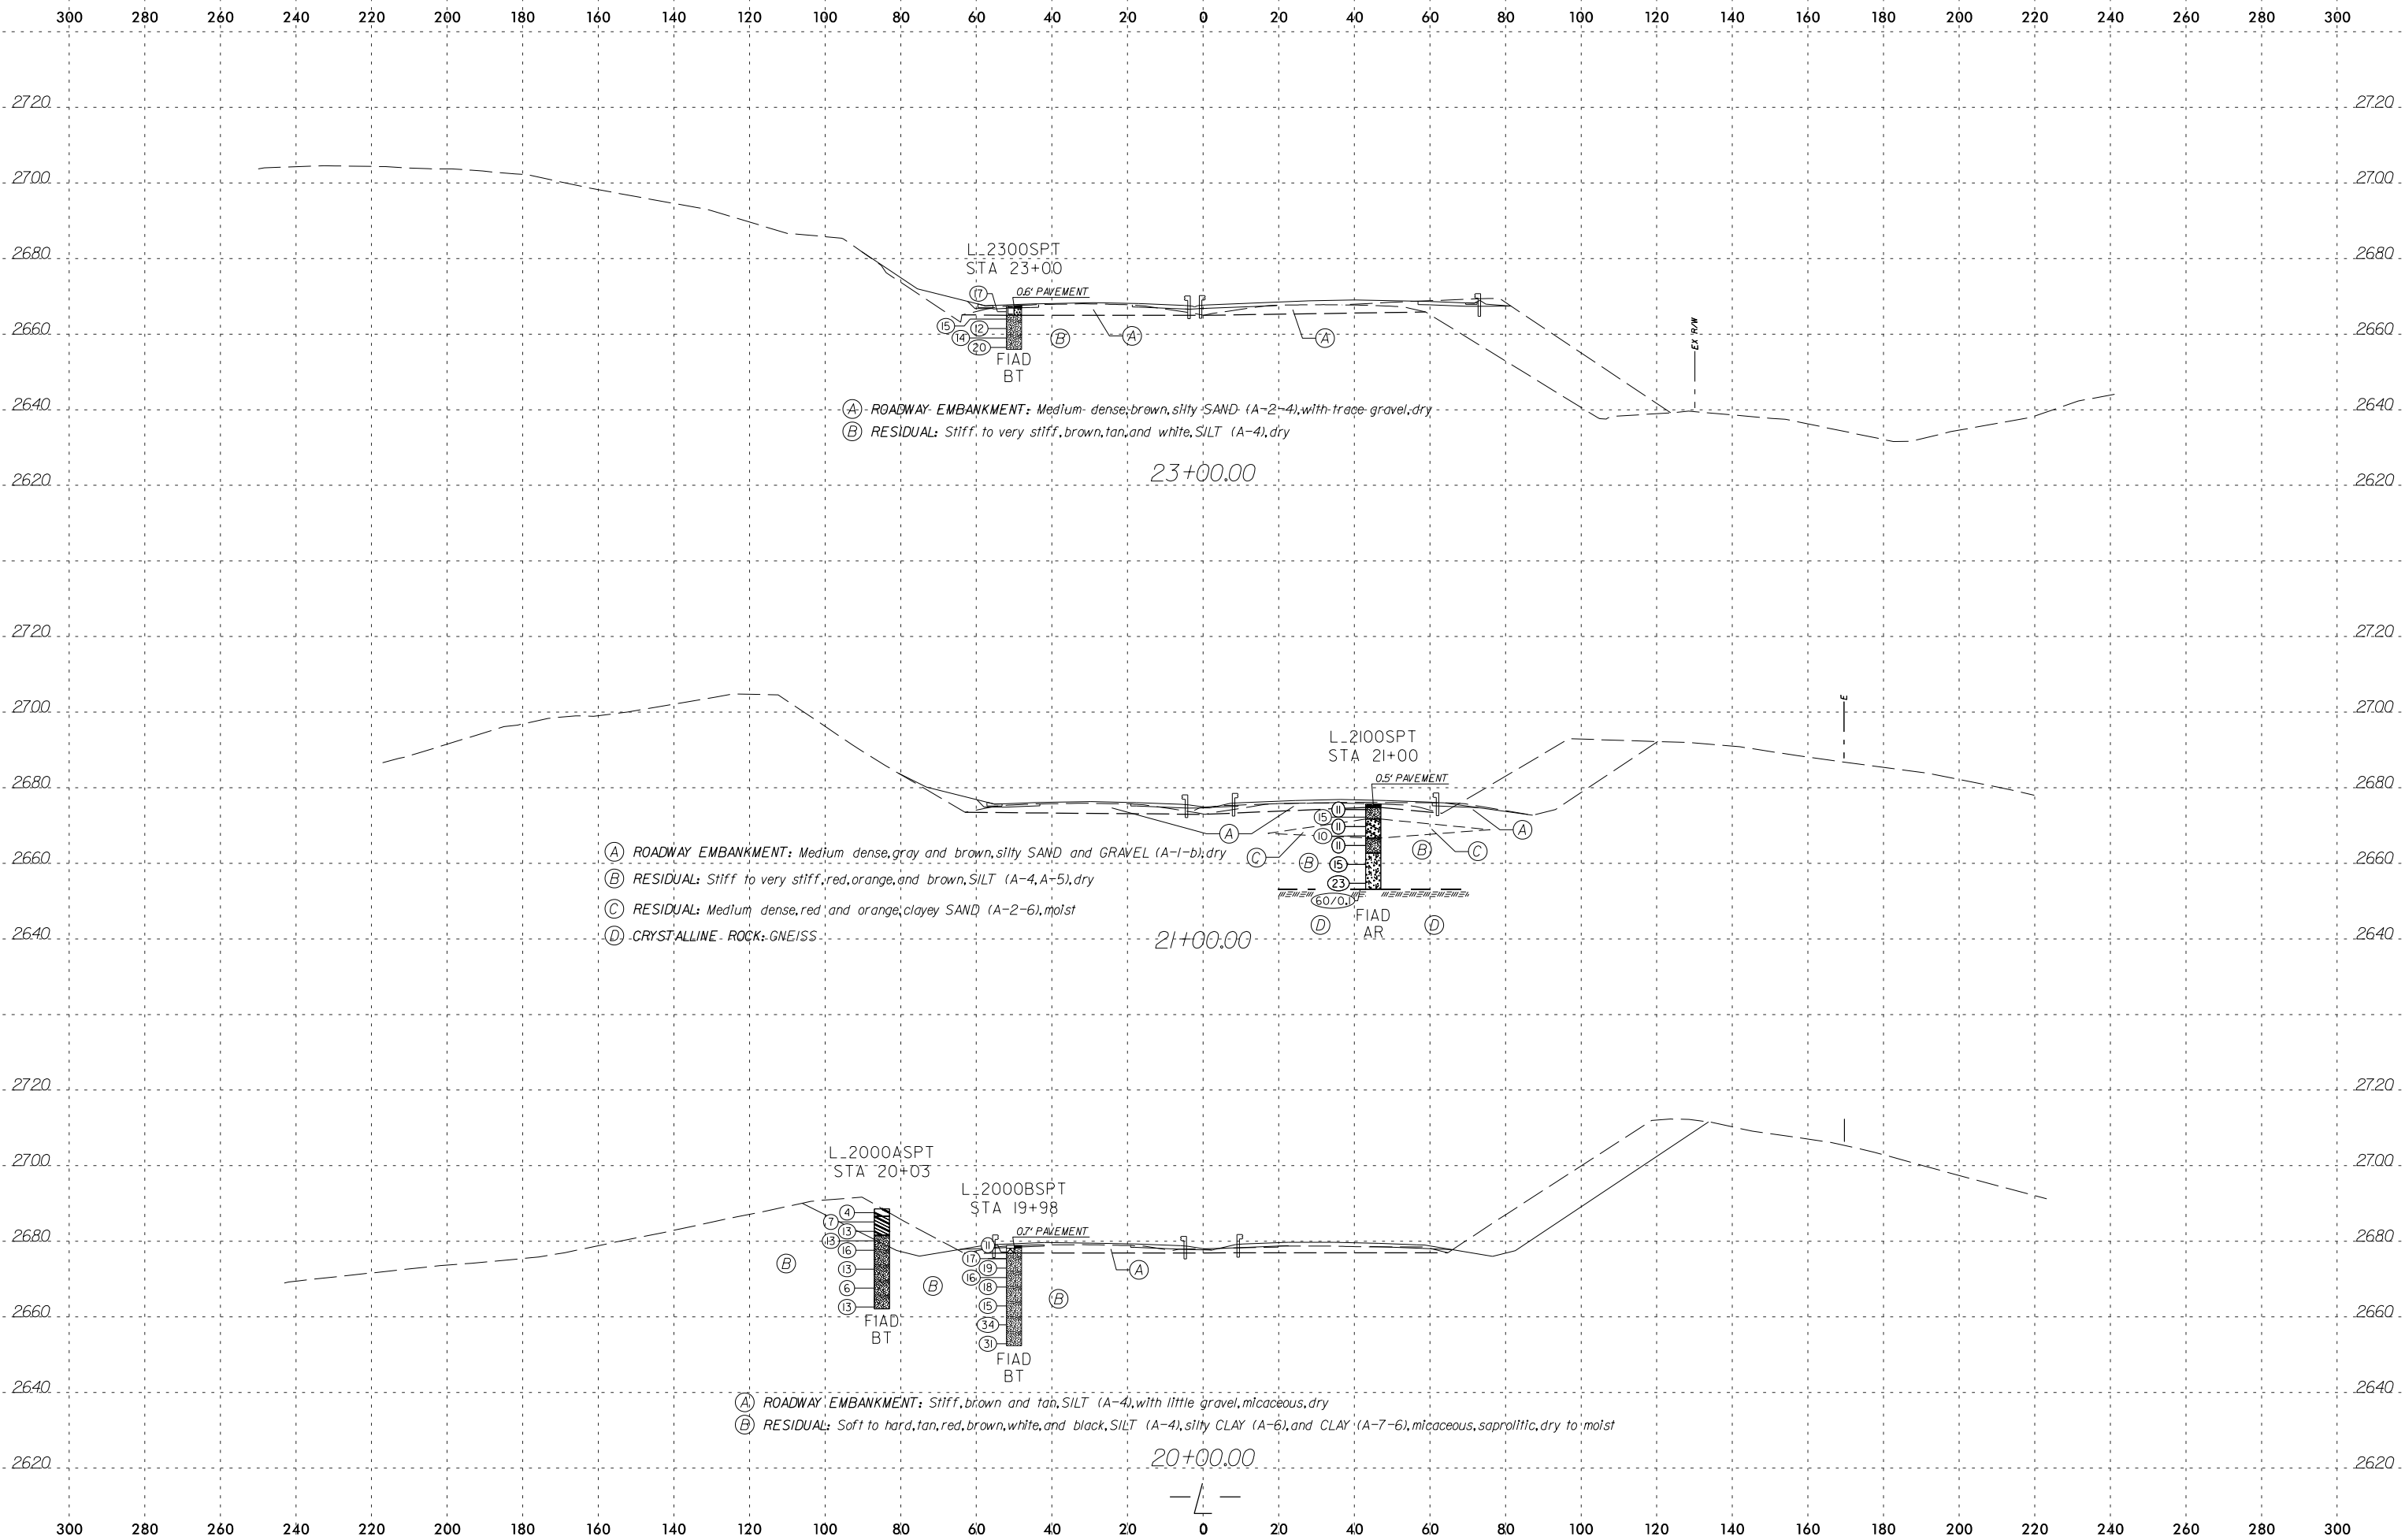 300 280 260 240 220 200 180 160 140 120 100 80 60 40 20 0 20 40 60 80 100 120 140 160 180 200 220 240 260 280 300
2720 2720
2700 2700
L_2300SPT
2680 2680
STA 23+00
17
0.6' PAVEMENT
15
12
2660 2660
EX R/W
14
B
A
A
20
FIAD
BT
2640 2640
A ROADWAY EMBANKMENT: Medium dense, brown, silty SAND (A-2-4), with trace gravel, dry
B RESIDUAL: Stiff to very stiff, brown, tan, and white, SILT (A-4), dry
23+00.00
2620 2620
2720 2720
E
2700 2700
L_2100SPT
STA 21+00
2680 2680
0.5' PAVEMENT
11
15
11
A
A
10
11
A ROADWAY EMBANKMENT: Medium dense, gray and brown, silty SAND and GRAVEL (A-1-b), dry
C
B
B
C
2660 2660
15
B RESIDUAL: Stiff to very stiff, red, orange, and brown, SILT (A-4, A-5), dry
23
60/0.1
C RESIDUAL: Medium dense, red and orange, clayey SAND (A-2-6), moist
FIAD
D
D
AR
D CRYSTALLINE ROCK: GNEISS
21+00.00
2640 2640
2720 2720
L_2000ASPT
2700 2700
STA 20+03
L_2000BSPT
STA 19+98
4
7
13
0.7' PAVEMENT
13
11
2680 2680
16
17
B
13
19
A
16
6
B
18
B
13
15
2660 2660
FIAD
34
BT
31
FIAD
BT
2640 2640
A ROADWAY EMBANKMENT: Stiff, brown and tan, SILT (A-4), with little gravel, micaceous, dry
B RESIDUAL: Soft to hard, tan, red, brown, white, and black, SILT (A-4), silty CLAY (A-6), and CLAY (A-7-6), micaceous, saprolitic, dry to moist
20+00.00
2620 2620
L
300 280 260 240 220 200 180 160 140 120 100 80 60 40 20 0 20 40 60 80 100 120 140 160 180 200 220 240 260 280 300